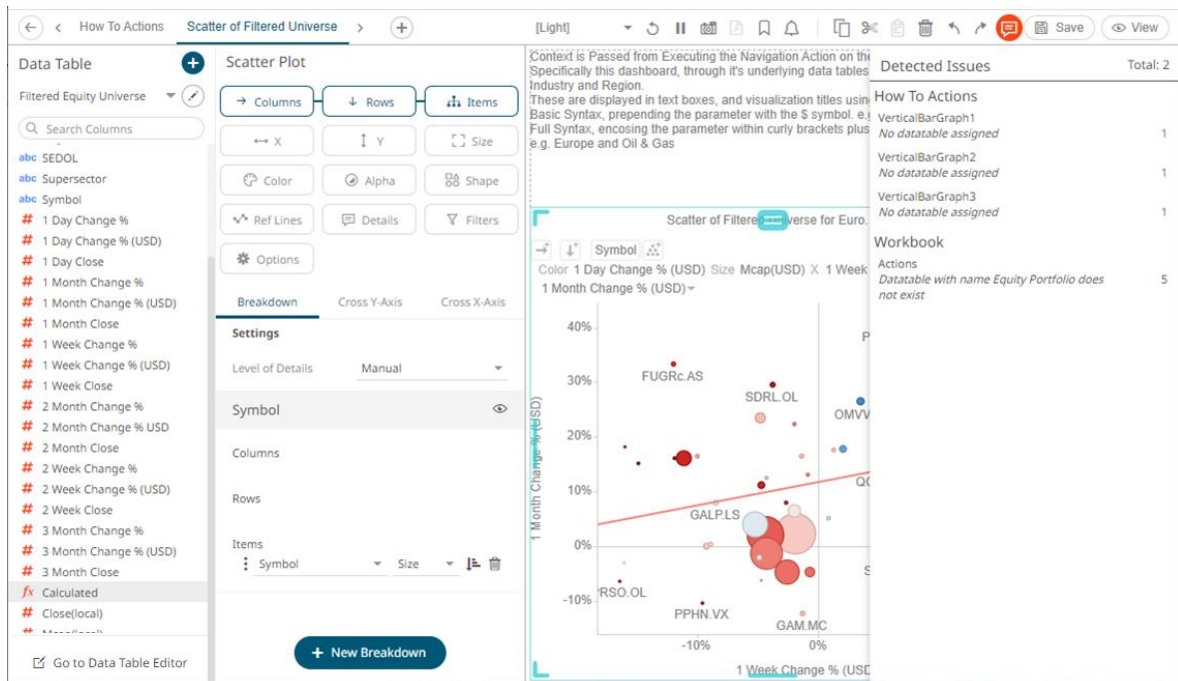 How To Actions
Scatter of Filtered Universe
[Light]
Save
View
Data Table
Filtered Equity Universe
Search Columns
abc SEDOL
abc Supersector
abc Symbol
# 1 Day Change %
# 1 Day Change % (USD)
# 1 Day Close
# 1 Month Change %
# 1 Month Change % (USD)
# 1 Month Close
# 1 Week Change %
# 1 Week Change % (USD)
# 1 Week Close
# 2 Month Change %
# 2 Month Change % USD
# 2 Month Close
# 2 Week Change %
# 2 Week Change % (USD)
# 2 Week Close
# 3 Month Change %
# 3 Month Change % (USD)
# 3 Month Close
fx Calculated
# Close(local)
Go to Data Table Editor
Scatter Plot
Columns
Rows
Items
X
Y
Size
Color
Alpha
Shape
Ref Lines
Details
Filters
Options
Breakdown
Cross Y-Axis
Cross X-Axis
Settings
Level of Details
Manual
Symbol
Columns
Rows
Items
Symbol
Size
+ New Breakdown
Context is Passed from Executing the Navigation Action on the
Specifically this dashboard, through it's underlying data tables
Industry and Region.
These are displayed in text boxes, and visualization titles using
Basic Syntax, prepending the parameter with the $ symbol. e.g
Full Syntax, encosing the parameter within curly brackets plus
e.g. Europe and Oil & Gas
Scatter of Filtered Universe for Euro.
Symbol
Color 1 Day Change % (USD) Size Mcap(USD) X 1 Week
1 Month Change % (USD)
1 Month Change % (USD)
40%
30%
20%
10%
0%
-10%
FUGRc.AS
SDRL.OL
OMVV
GALP.LS
PRSO.OL
PPHN.VX
GAM.MC
-10%
0%
1 Week Change % (USD
Detected Issues
Total: 2
How To Actions
VerticalBarGraph1
No datatable assigned
1
VerticalBarGraph2
No datatable assigned
1
VerticalBarGraph3
No datatable assigned
1
Workbook
Actions
Datatable with name Equity Portfolio does
not exist
5